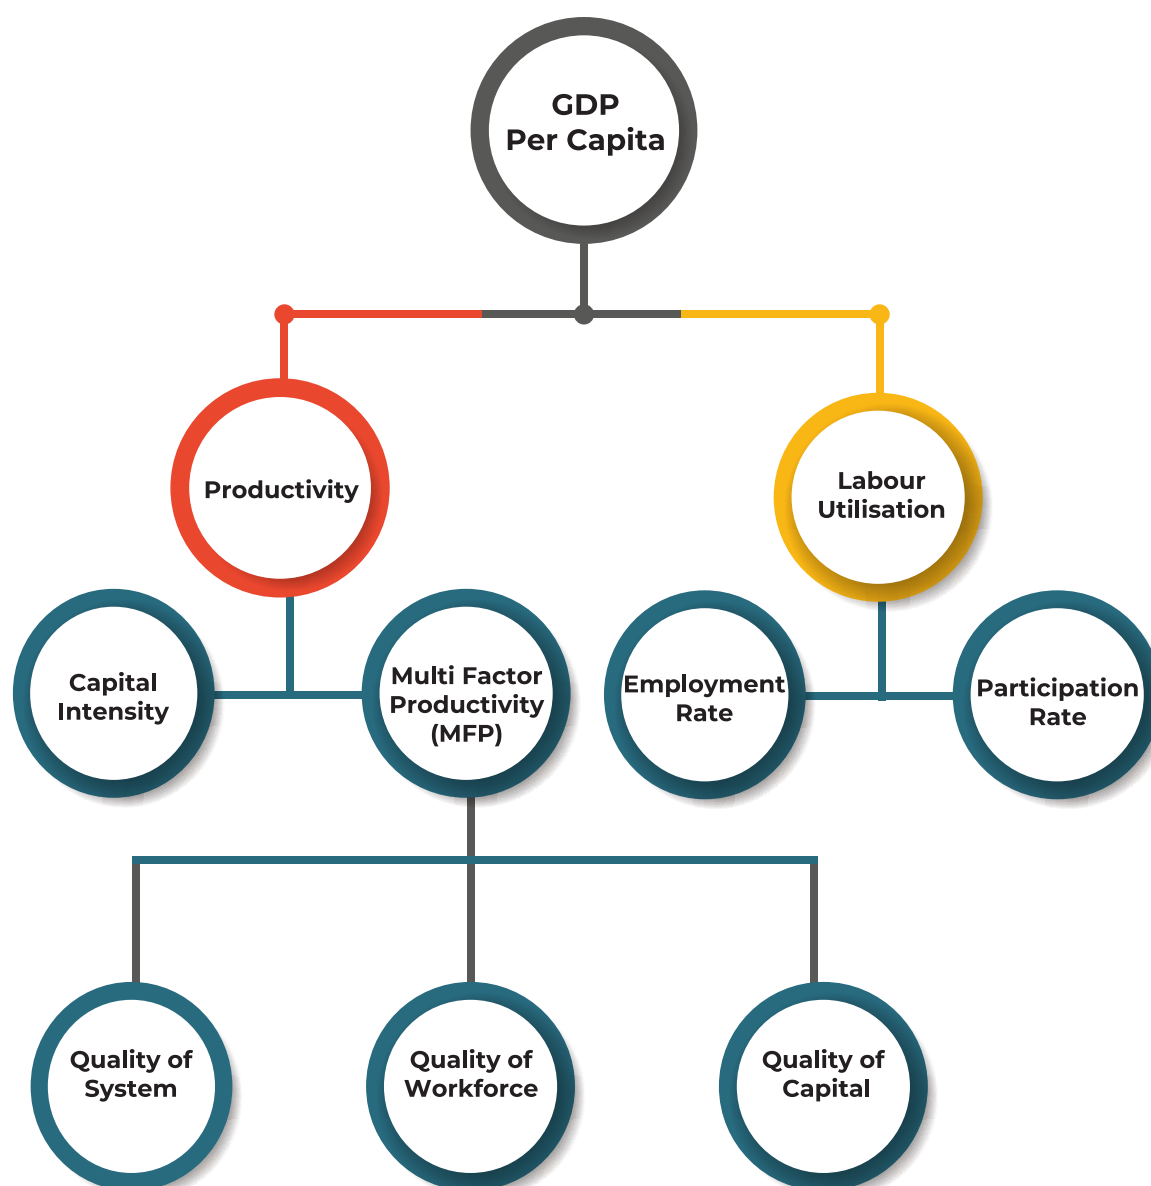 GDP
Per Capita
Productivity
Labour
Utilisation
Capital
Intensity
Multi Factor
Productivity
(MFP)
Employment
Rate
Participation
Rate
Quality of
System
Quality of
Workforce
Quality of
Capital